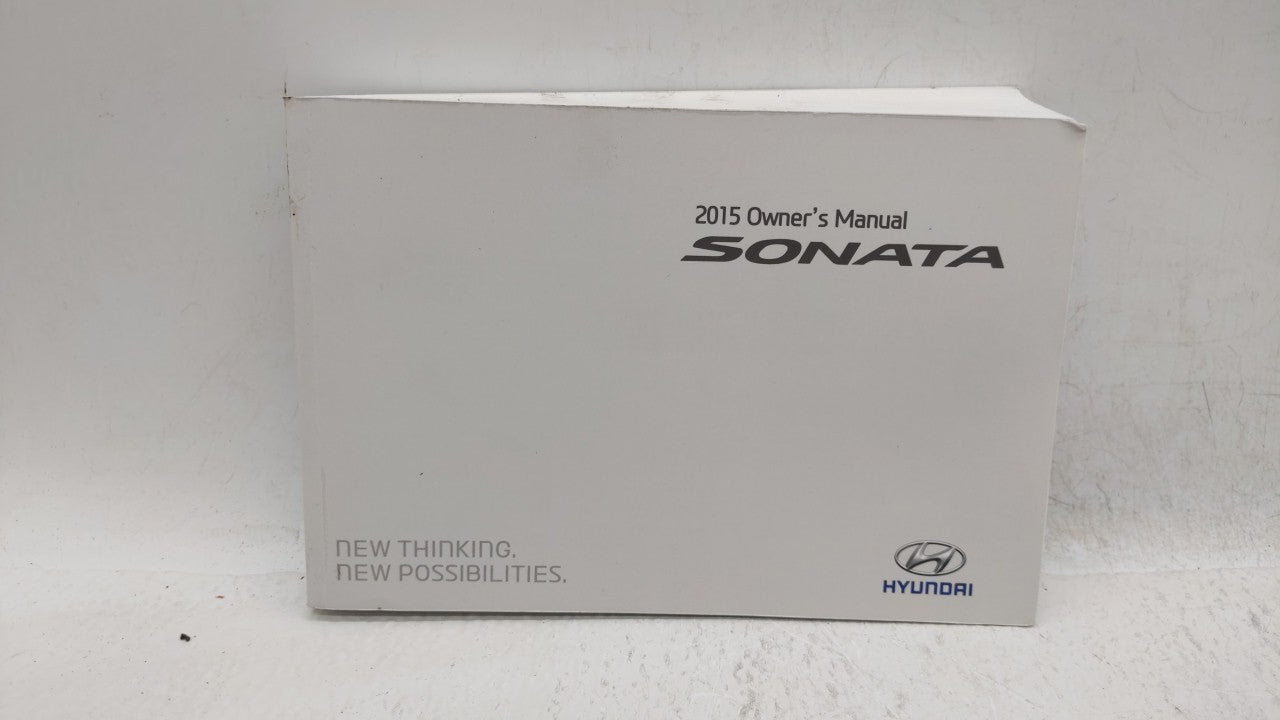 2015 Owner's Manual
SONATA
NEW THINKING.
NEW POSSIBILITIES.
HYUNDAI